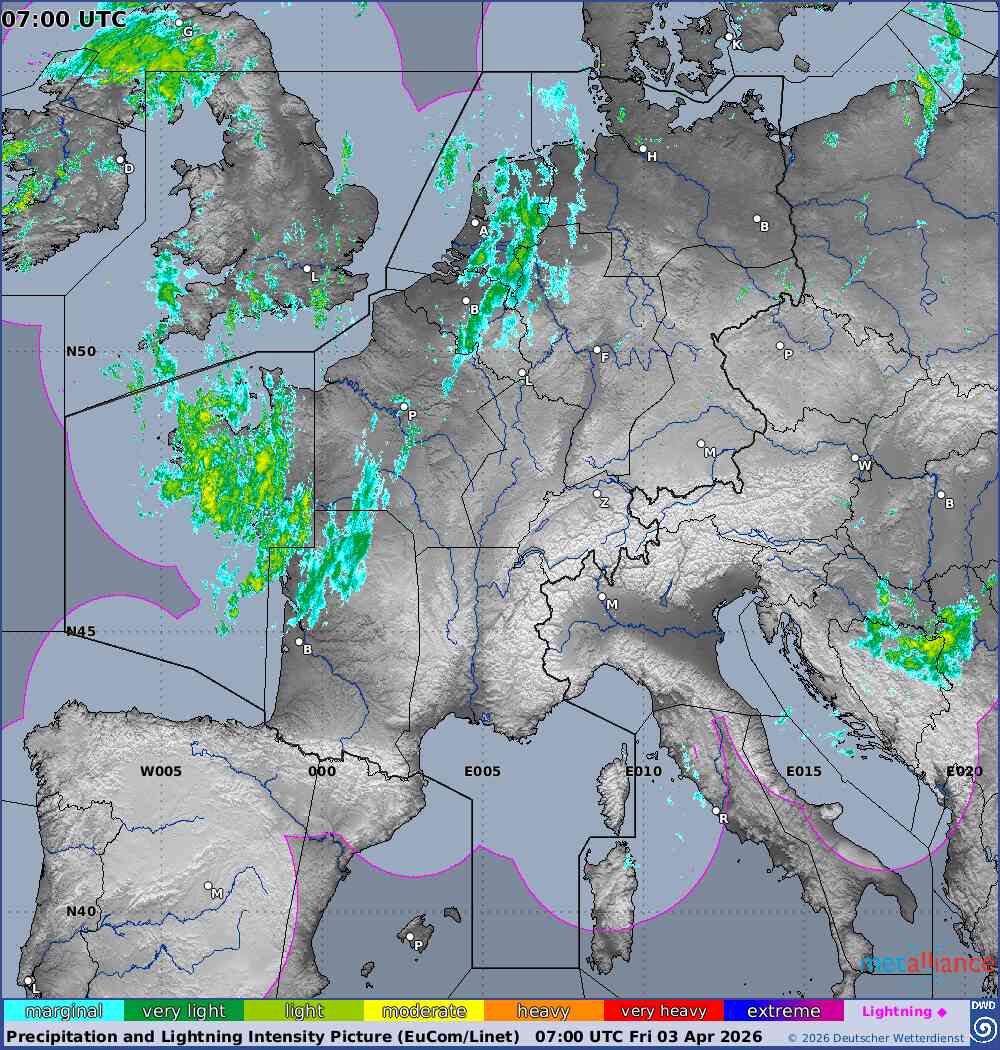 07:00 UTC
G
K
D
H
A
B
L
B
N50
P
F
L
P
M
W
Z
B
M
N45
B
W005
000
E005
E010
E015
E020
R
M
N40
P
L
metalliance
marginal
very light
light
moderate
heavy
very heavy
extreme
Lightning ◆
DWD
Precipitation and Lightning Intensity Picture (EuCom/Linet) 07:00 UTC Fri 03 Apr 2026
© 2026 Deutscher Wetterdienst